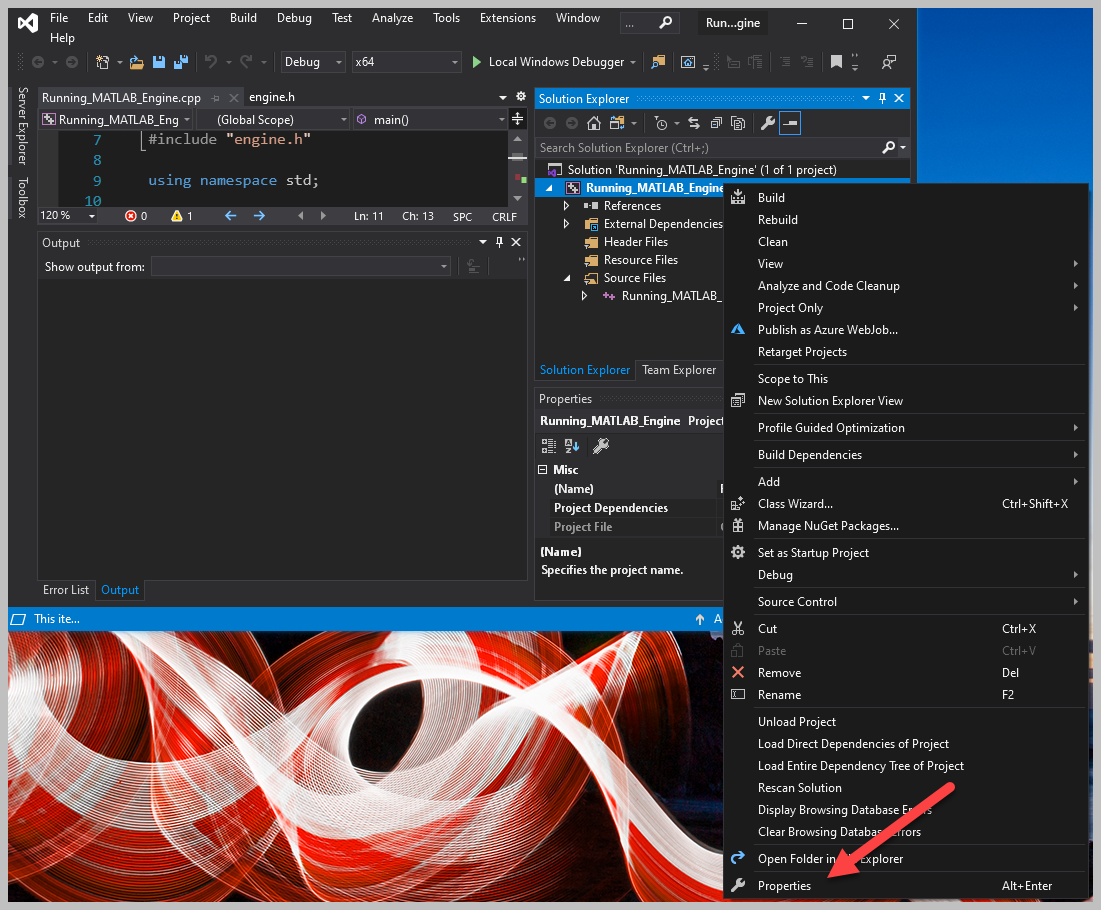 File Edit View Project Build Debug Test Analyze Tools Extensions Window ... Run...gine
Help
Debug x64 Local Windows Debugger
Server Explorer
Toolbox
Running_MATLAB_Engine.cpp engine.h
Running_MATLAB_Eng (Global Scope) main()
7 #include "engine.h"
8
9 using namespace std;
10
120 % 0 1 Ln: 11 Ch: 13 SPC CRLF
Output
Show output from:
Error List Output
Solution Explorer
Search Solution Explorer (Ctrl+;)
Solution 'Running_MATLAB_Engine' (1 of 1 project)
Running_MATLAB_Engine
References
External Dependencies
Header Files
Resource Files
Source Files
Running_MATLAB_
Solution Explorer Team Explorer
Properties
Running_MATLAB_Engine Project
Misc
(Name)
Project Dependencies
Project File
(Name)
Specifies the project name.
This ite...
Build
Rebuild
Clean
View
Analyze and Code Cleanup
Project Only
Publish as Azure WebJob...
Retarget Projects
Scope to This
New Solution Explorer View
Profile Guided Optimization
Build Dependencies
Add
Class Wizard... Ctrl+Shift+X
Manage NuGet Packages...
Set as Startup Project
Debug
Source Control
Cut Ctrl+X
Paste Ctrl+V
Remove Del
Rename F2
Unload Project
Load Direct Dependencies of Project
Load Entire Dependency Tree of Project
Rescan Solution
Display Browsing Database Errors
Clear Browsing Database Errors
Open Folder in Explorer
Properties Alt+Enter